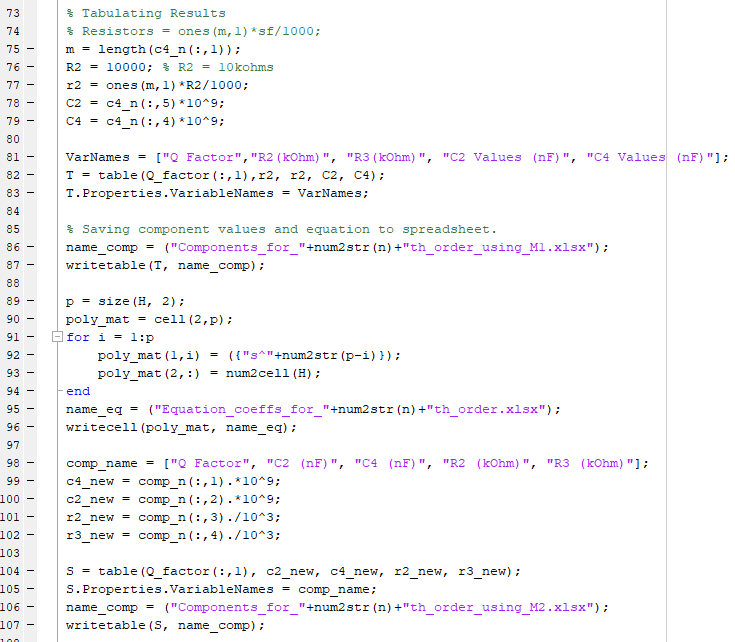 73 % Tabulating Results
74 % Resistors = ones(m,1)*sf/1000;
75 – m = length(c4_n(:,1));
76 – R2 = 10000; % R2 = 10kohms
77 – r2 = ones(m,1)*R2/1000;
78 – C2 = c4_n(:,5)*10^9;
79 – C4 = c4_n(:,4)*10^9;
80
81 – VarNames = ["Q Factor","R2(kOhm)", "R3(kOhm)", "C2 Values (nF)", "C4 Values (nF)"];
82 – T = table(Q_factor(:,1),r2, r2, C2, C4);
83 – T.Properties.VariableNames = VarNames;
84
85 % Saving component values and equation to spreadsheet.
86 – name_comp = ("Components_for_"+num2str(n)+"th_order_using_M1.xlsx");
87 – writetable(T, name_comp);
88
89 – p = size(H, 2);
90 – poly_mat = cell(2,p);
91 – for i = 1:p
92 – poly_mat(1,i) = ({"s^"+num2str(p-i)});
93 – poly_mat(2,:) = num2cell(H);
94 – end
95 – name_eq = ("Equation_coeffs_for_"+num2str(n)+"th_order.xlsx");
96 – writecell(poly_mat, name_eq);
97
98 – comp_name = ["Q Factor", "C2 (nF)", "C4 (nF)", "R2 (kOhm)", "R3 (kOhm)"];
99 – c4_new = comp_n(:,1).*10^9;
100 – c2_new = comp_n(:,2).*10^9;
101 – r2_new = comp_n(:,3)./10^3;
102 – r3_new = comp_n(:,4)./10^3;
103
104 – S = table(Q_factor(:,1), c2_new, c4_new, r2_new, r3_new);
105 – S.Properties.VariableNames = comp_name;
106 – name_comp = ("Components_for_"+num2str(n)+"th_order_using_M2.xlsx");
107 – writetable(S, name_comp);